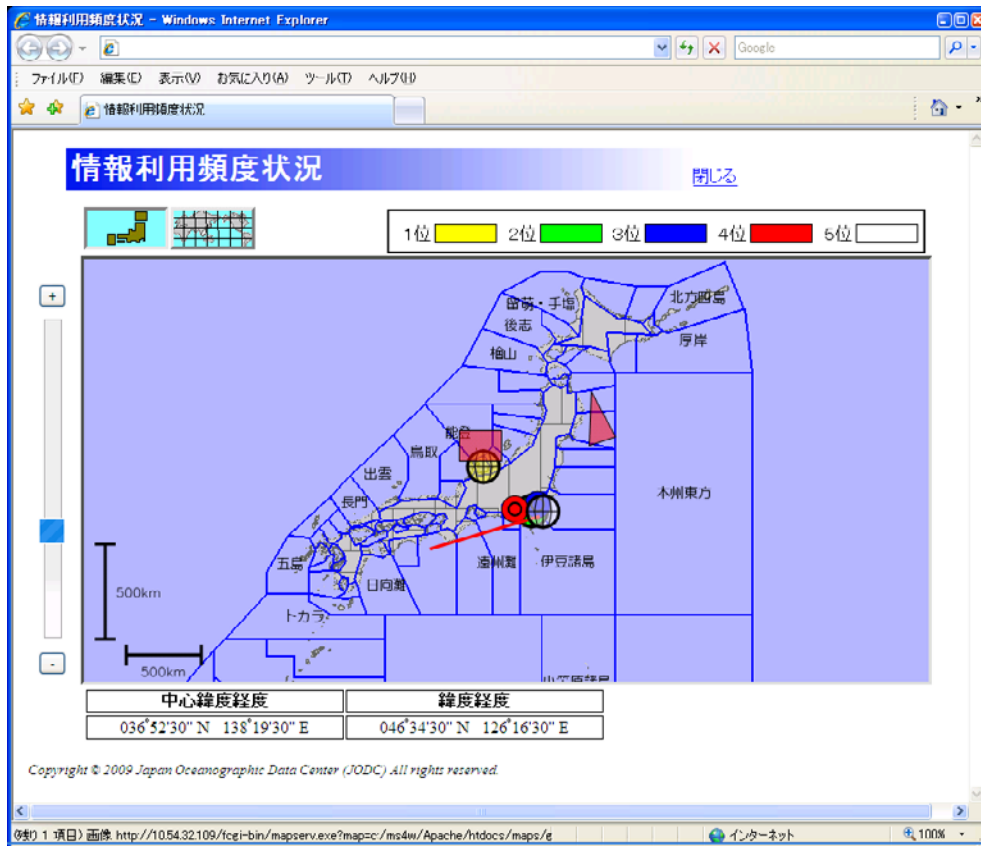 情報利用頻度状況 - Windows Internet Explorer
Google
ファイル(F) 編集(E) 表示(V) お気に入り(A) ツール(T) ヘルプ(H)
情報利用頻度状況
情報利用頻度状況
閉じる
1位 2位 3位 4位 5位
+
留萌・手塩
北方四島
後志
厚岸
檜山
能登
鳥取
出雲
本州東方
長門
五島
遠州灘
伊豆諸島
日向灘
500km
トカラ
500km
小笠原諸島
-
中心緯度経度 緯度経度
036°52'30" N 138°19'30" E 046°34'30" N 126°16'30" E
Copyright © 2009 Japan Oceanographic Data Center (JODC) All rights reserved.
(残り 1 項目) 画像 http://10.54.32.109/fcgi-bin/mapserv.exe?map=c:/ms4w/Apache/htdocs/maps/g
インターネット
100%